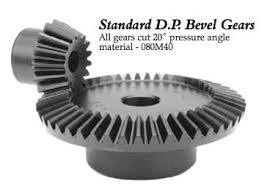 Standard D.P. Bevel Gears
All gears cut 20° pressure angle
material - 080M40